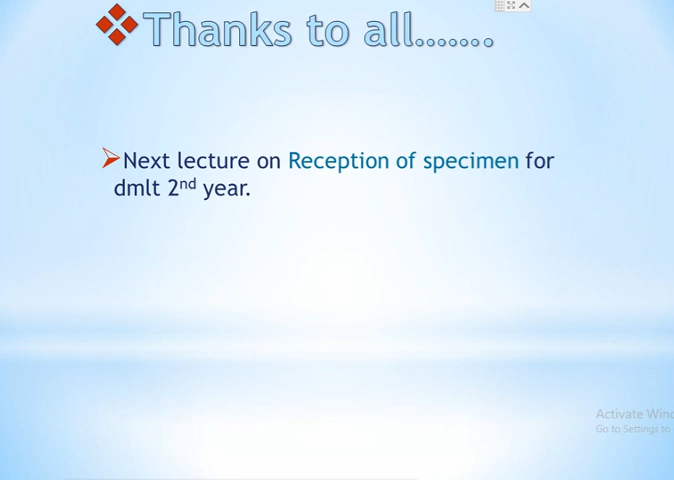 Thanks to all.......
Next lecture on Reception of specimen for
dmlt 2nd year.
Activate Wind
Go to Settings to